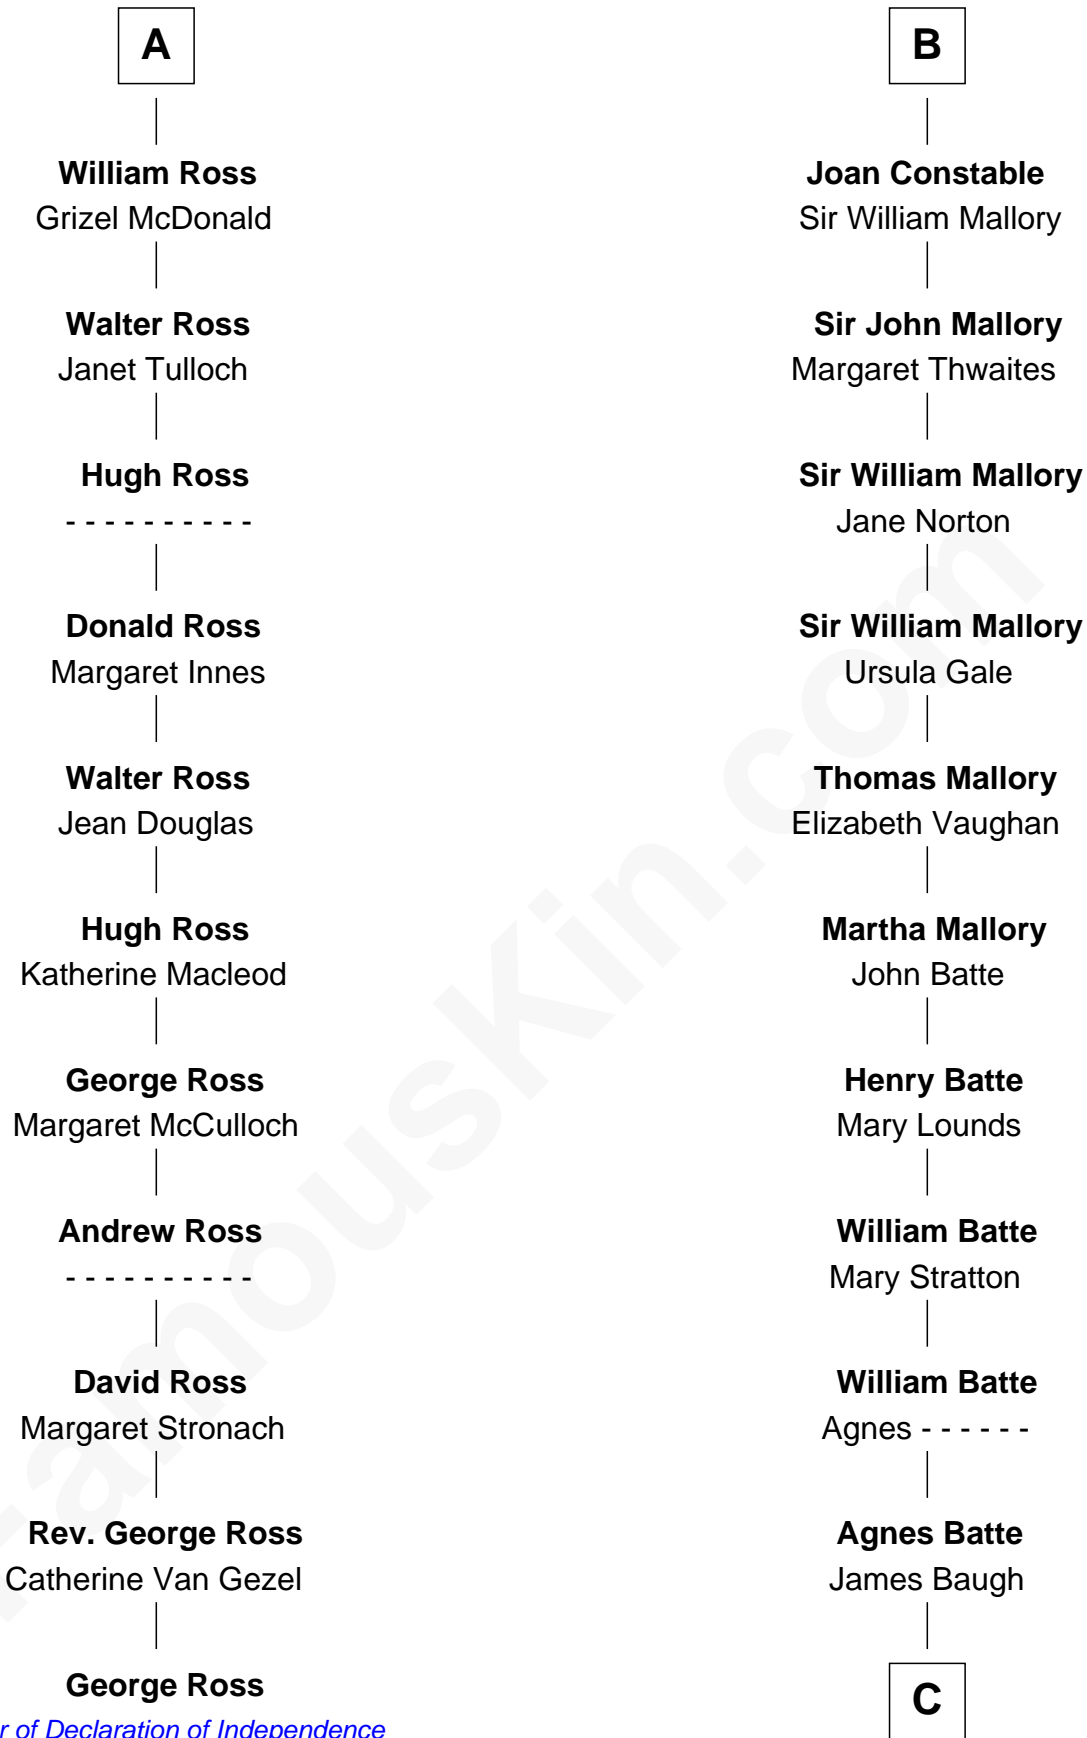 A
William Ross
Grizel McDonald
Walter Ross
Janet Tulloch
Hugh Ross
- - - - - - - - - -
Donald Ross
Margaret Innes
Walter Ross
Jean Douglas
Hugh Ross
Katherine Macleod
George Ross
Margaret McCulloch
Andrew Ross
- - - - - - - - - -
David Ross
Margaret Stronach
Rev. George Ross
Catherine Van Gezel
George Ross
of Declaration of Independence
B
Joan Constable
Sir William Mallory
Sir John Mallory
Margaret Thwaites
Sir William Mallory
Jane Norton
Sir William Mallory
Ursula Gale
Thomas Mallory
Elizabeth Vaughan
Martha Mallory
John Batte
Henry Batte
Mary Lounds
William Batte
Mary Stratton
William Batte
Agnes - - - - - -
Agnes Batte
James Baugh
C
FamousKin.com